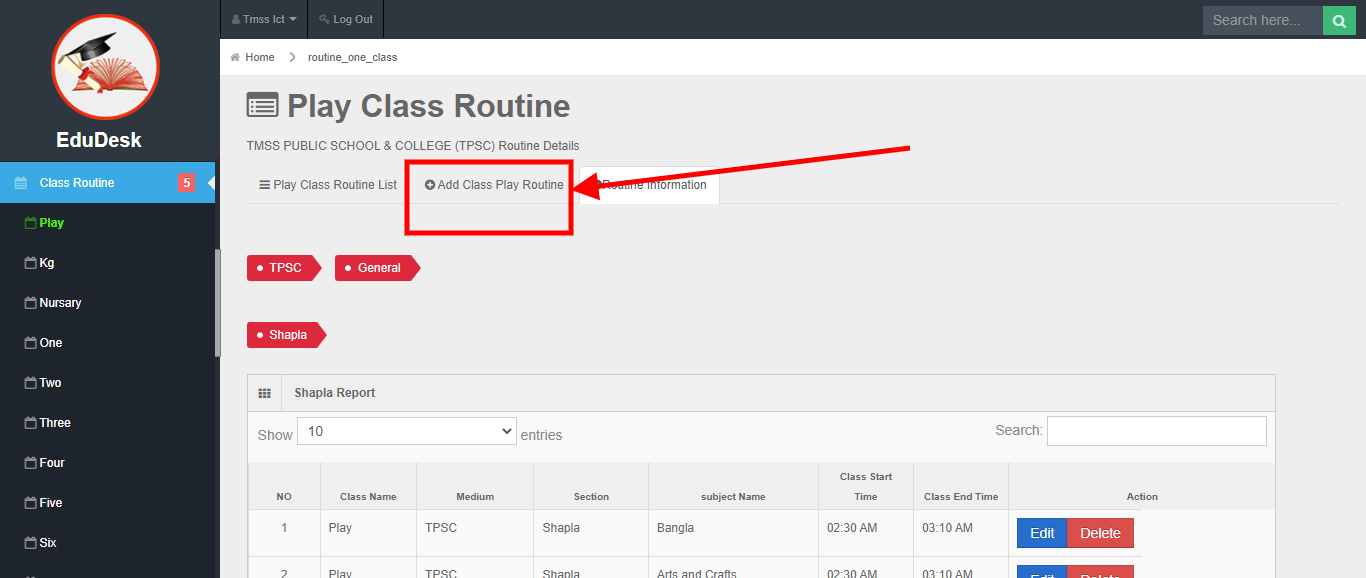 Tmss Ict
Log Out
Search here...
EduDesk
Home
routine_one_class
Play Class Routine
TMSS PUBLIC SCHOOL & COLLEGE (TPSC) Routine Details
Play Class Routine List
Add Class Play Routine
Routine Information
Class Routine 5
Play
Kg
Nursary
One
Two
Three
Four
Five
Six
TPSC
General
Shapla
Shapla Report
Show 10 entries
Search:
NO Class Name Medium Section subject Name Class Start Time Class End Time Action
1 Play TPSC Shapla Bangla 02:30 AM 03:10 AM Edit Delete
2 Play TPSC Shapla Arts and Crafts 02:30 AM 03:10 AM Edit Delete